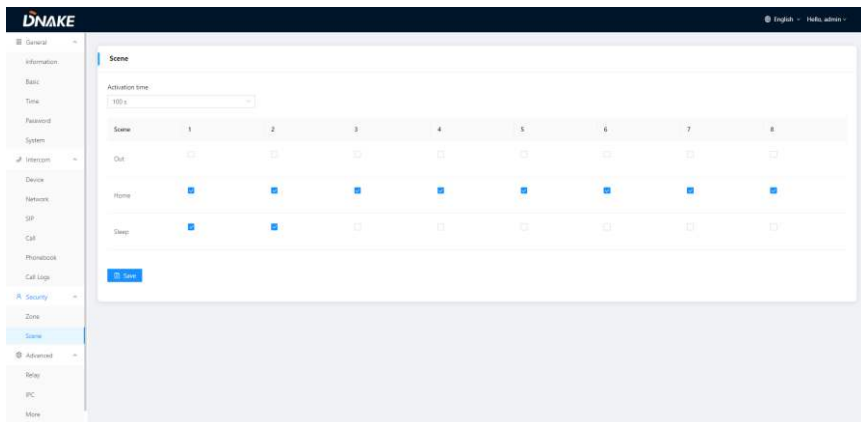 DNAKE
English Hello, admin
General
Information
Basic
Time
Password
System
Intercom
Device
Network
SIP
Call
Phonebook
Call Logs
Security
Zone
Scene
Advanced
Relay
IPC
More
Scene
Activation time
100 s
Scene 1 2 3 4 5 6 7 8
Out
Home
Sleep
Save